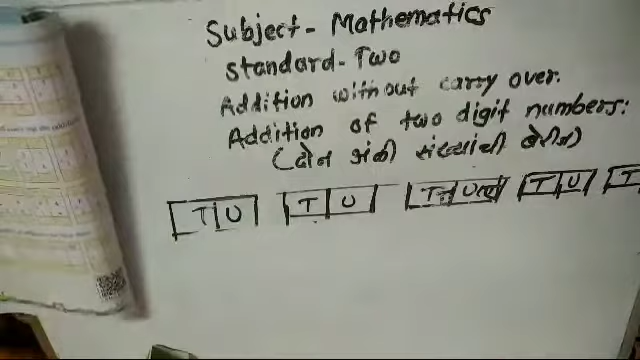 Subject- Mathematics
standard- Two
Addition without carry over.
Addition of two digit numbers:
(दोन अंकी संख्यांची बेरीज)
T U T U T U T U T